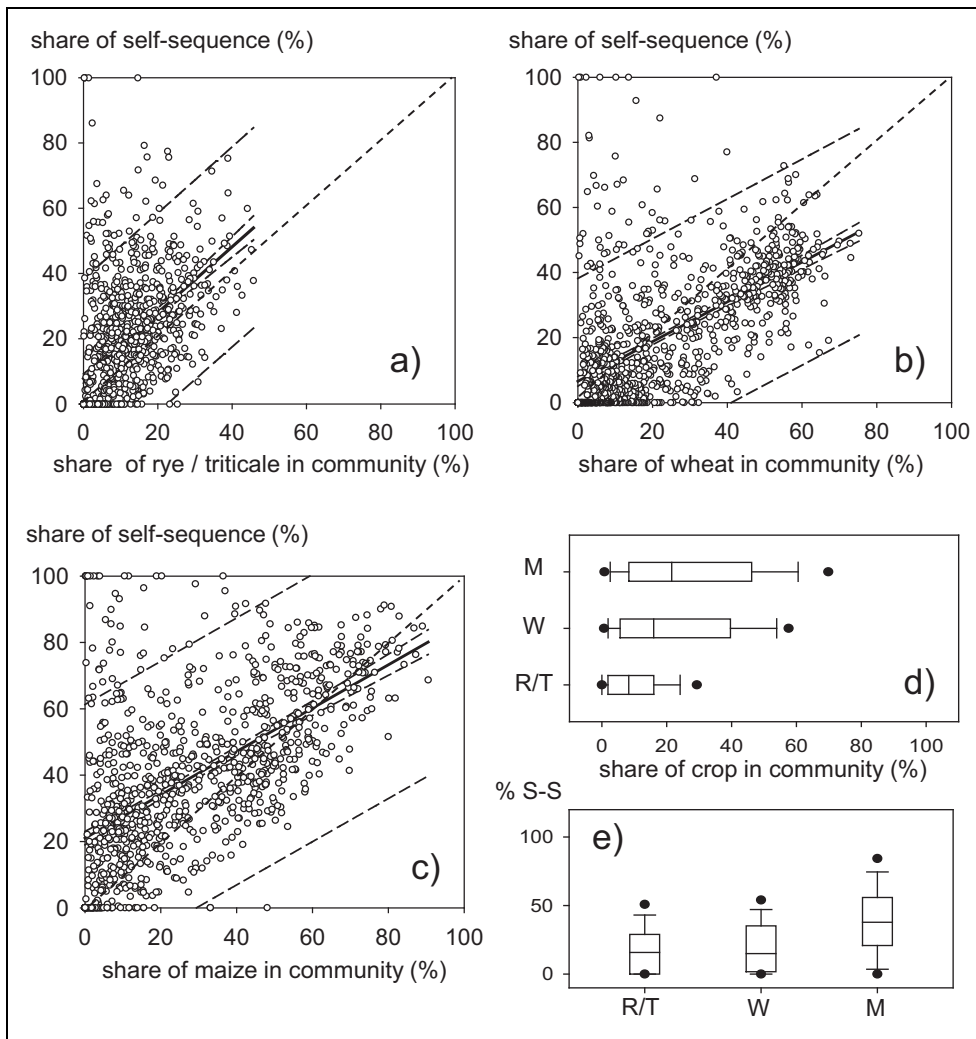 share of self-sequence (%)
100
80
60
40
20
0
a)
0 20 40 60 80 100
share of rye / triticale in community (%)
share of self-sequence (%)
100
80
60
40
20
0
b)
0 20 40 60 80 100
share of wheat in community (%)
share of self-sequence (%)
100
80
60
40
20
0
c)
0 20 40 60 80 100
share of maize in community (%)
M
W
R/T
d)
0 20 40 60 80 100
share of crop in community (%)
% S-S
100
50
0
e)
R/T W M